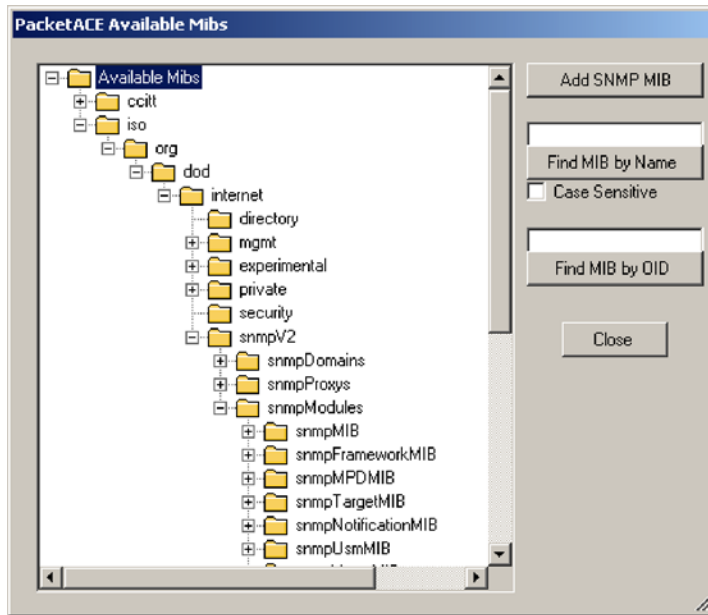 PacketACE Available Mibs
Available Mibs
ccitt
iso
org
dod
internet
directory
mgmt
experimental
private
security
snmpV2
snmpDomains
snmpProxys
snmpModules
snmpMIB
snmpFrameworkMIB
snmpMPDMIB
snmpTargetMIB
snmpNotificationMIB
snmpUsmMIB
Add SNMP MIB
Find MIB by Name
Case Sensitive
Find MIB by OID
Close